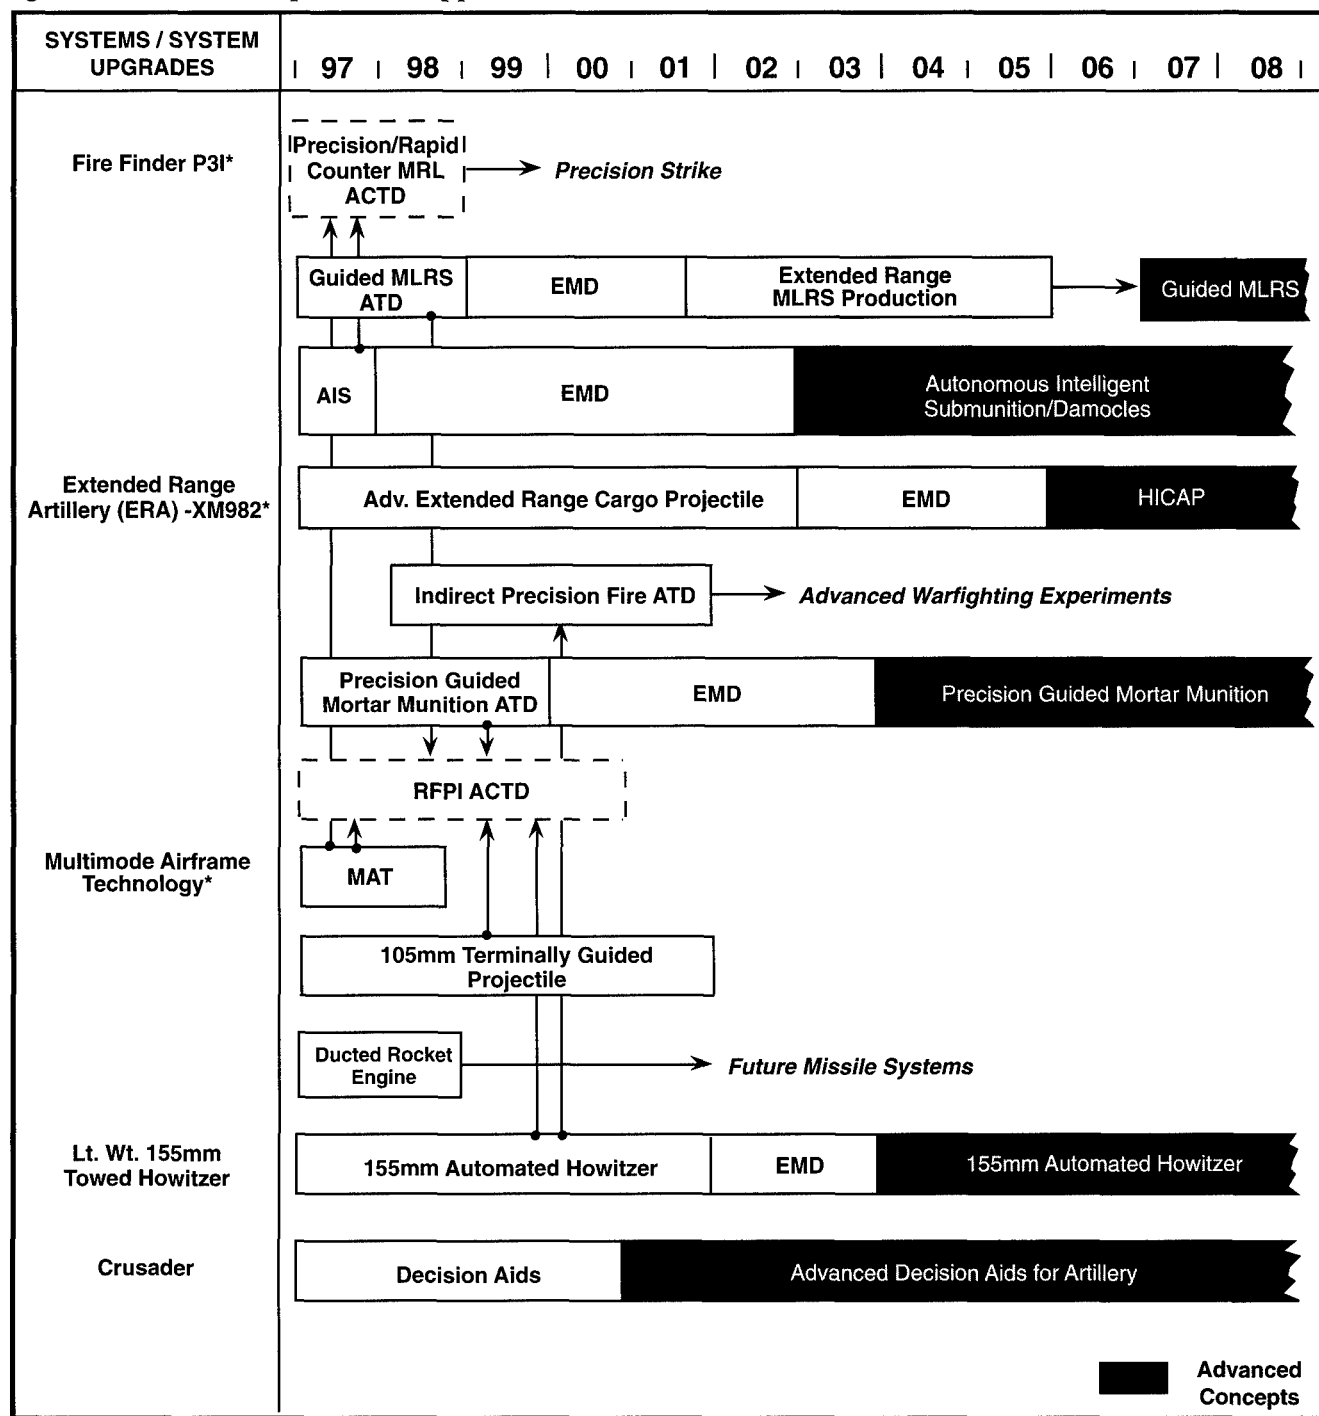 SYSTEMS / SYSTEM
UPGRADES
97 98 99 00 01 02 03 04 05 06 07 08
Fire Finder P3I*
Precision/Rapid
Counter MRL
ACTD
Precision Strike
Guided MLRS
ATD
EMD
Extended Range
MLRS Production
Guided MLRS
AIS
EMD
Autonomous Intelligent
Submunition/Damocles
Extended Range
Artillery (ERA) -XM982*
Adv. Extended Range Cargo Projectile
EMD
HICAP
Indirect Precision Fire ATD
Advanced Warfighting Experiments
Precision Guided
Mortar Munition ATD
EMD
Precision Guided Mortar Munition
RFPI ACTD
Multimode Airframe
Technology*
MAT
105mm Terminally Guided
Projectile
Ducted Rocket
Engine
Future Missile Systems
Lt. Wt. 155mm
Towed Howitzer
155mm Automated Howitzer
EMD
155mm Automated Howitzer
Crusader
Decision Aids
Advanced Decision Aids for Artillery
Advanced
Concepts